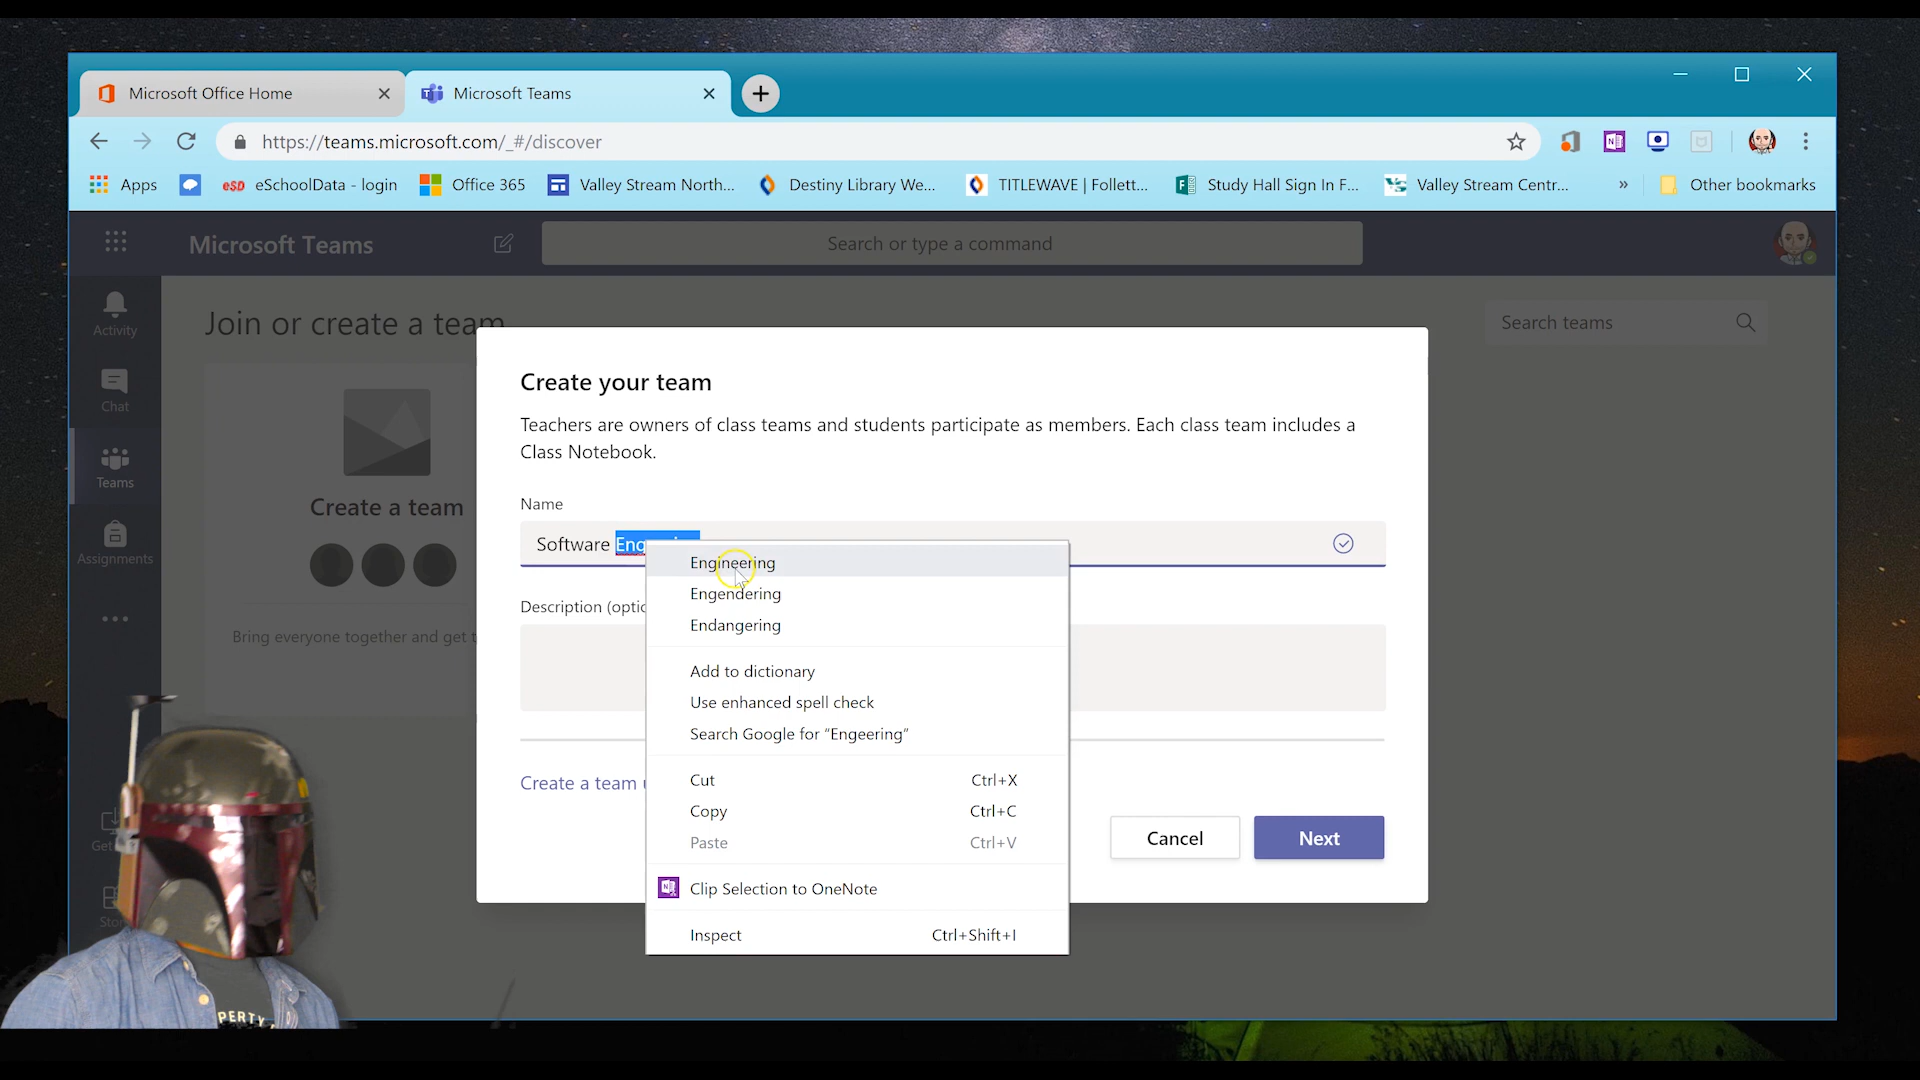 Microsoft Office Home
Microsoft Teams
https://teams.microsoft.com/_#/discover
Apps
esD eSchoolData - login
Office 365
Valley Stream North...
Destiny Library We...
TITLEWAVE | Follett...
Study Hall Sign In F...
Valley Stream Centr...
»
Other bookmarks
Microsoft Teams
Search or type a command
Activity
Chat
Teams
Assignments
Join or create a team
Search teams
Create a team
Bring everyone together and get
Create your team
Teachers are owners of class teams and students participate as members. Each class team includes a
Class Notebook.
Name
Software
Description
Engineering
Engendering
Endangering
Add to dictionary
Use enhanced spell check
Search Google for “Engeering”
Cut Ctrl+X
Copy Ctrl+C
Paste Ctrl+V
Clip Selection to OneNote
Inspect Ctrl+Shift+I
Create a team
Cancel
Next